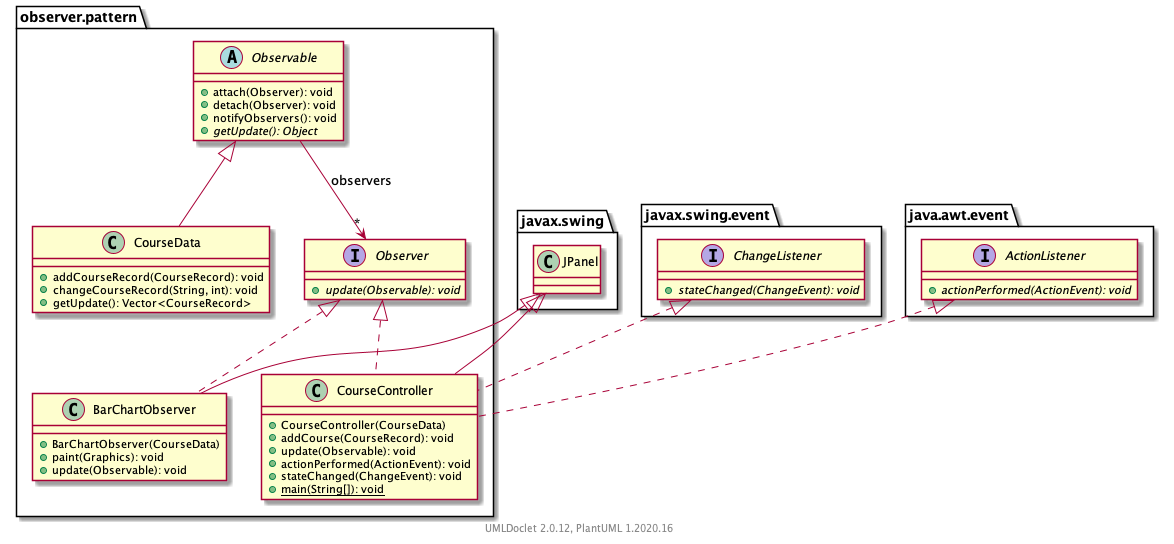 observer.pattern
A Observable
attach(Observer): void
detach(Observer): void
notifyObservers(): void
getUpdate(): Object
observers
*
C CourseData
addCourseRecord(CourseRecord): void
changeCourseRecord(String, int): void
getUpdate(): Vector<CourseRecord>
I Observer
update(Observable): void
javax.swing
C JPanel
javax.swing.event
I ChangeListener
stateChanged(ChangeEvent): void
java.awt.event
I ActionListener
actionPerformed(ActionEvent): void
C BarChartObserver
BarChartObserver(CourseData)
paint(Graphics): void
update(Observable): void
C CourseController
CourseController(CourseData)
addCourse(CourseRecord): void
update(Observable): void
actionPerformed(ActionEvent): void
stateChanged(ChangeEvent): void
main(String[]): void
UMLDoclet 2.0.12, PlantUML 1.2020.16